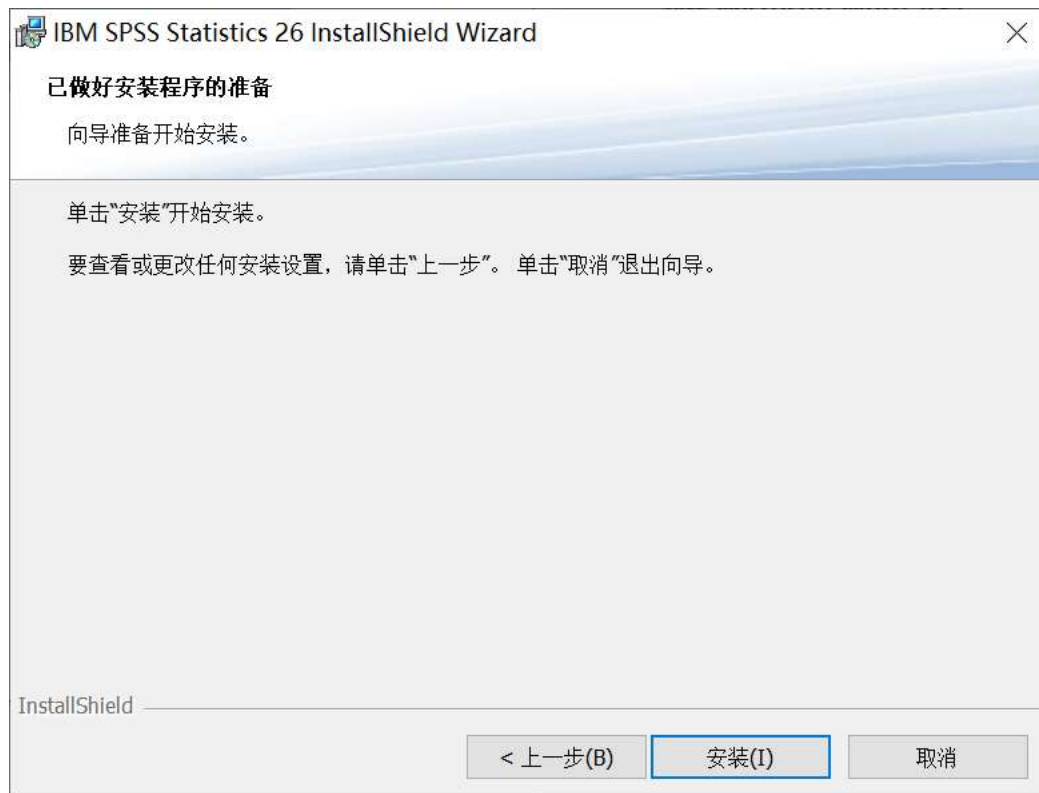 IBM SPSS Statistics 26 InstallShield Wizard
已做好安装程序的准备
向导准备开始安装。
单击“安装”开始安装。
要查看或更改任何安装设置，请单击“上一步”。 单击“取消”退出向导。
InstallShield
< 上一步(B) 安装(I) 取消